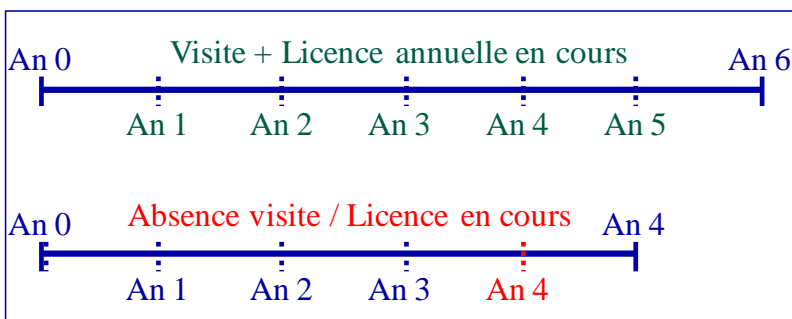 Visite + Licence annuelle en cours
An 0 An 6
An 1 An 2 An 3 An 4 An 5
Absence visite / Licence en cours
An 0 An 4
An 1 An 2 An 3 An 4